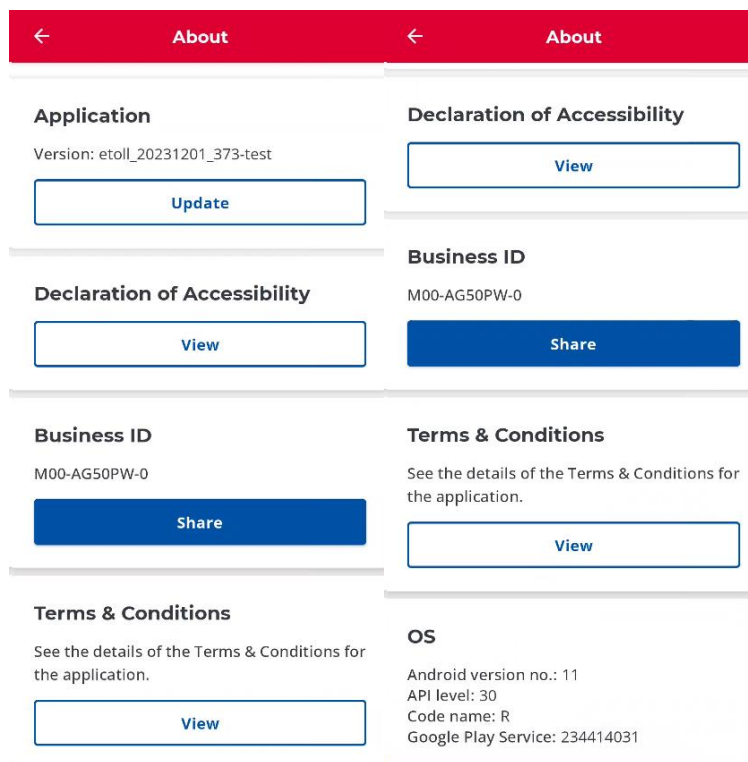 About
Application
Version: etoll_20231201_373-test
Update
Declaration of Accessibility
View
Business ID
M00-AG50PW-0
Share
Terms & Conditions
See the details of the Terms & Conditions for
the application.
View
About
Declaration of Accessibility
View
Business ID
M00-AG50PW-0
Share
Terms & Conditions
See the details of the Terms & Conditions for
the application.
View
OS
Android version no.: 11
API level: 30
Code name: R
Google Play Service: 234414031